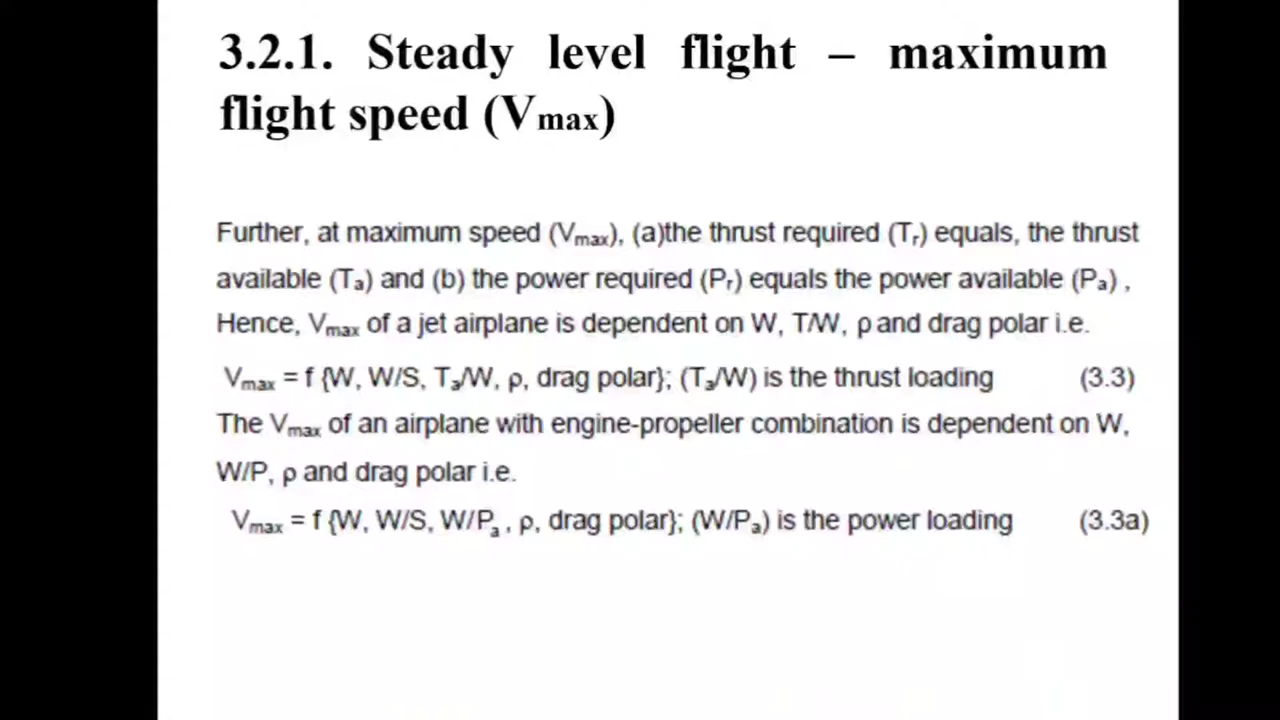 3.2.1. Steady level flight – maximum
flight speed (Vmax)
Further, at maximum speed (Vmax), (a)the thrust required (Tr) equals, the thrust
available (Ta) and (b) the power required (Pr) equals the power available (Pa) ,
Hence, Vmax of a jet airplane is dependent on W, T/W, ρ and drag polar i.e.
Vmax = f {W, W/S, Ta/W, ρ, drag polar}; (Ta/W) is the thrust loading (3.3)
The Vmax of an airplane with engine-propeller combination is dependent on W,
W/P, ρ and drag polar i.e.
Vmax = f {W, W/S, W/Pa , ρ, drag polar}; (W/Pa) is the power loading (3.3a)